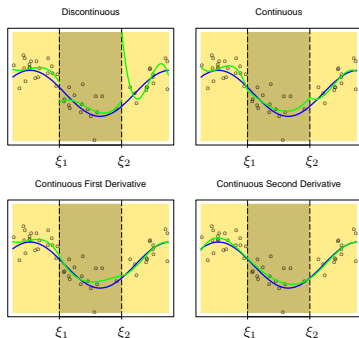 Discontinuous
Continuous
ξ1
ξ2
ξ1
ξ2
Continuous First Derivative
Continuous Second Derivative
ξ1
ξ2
ξ1
ξ2